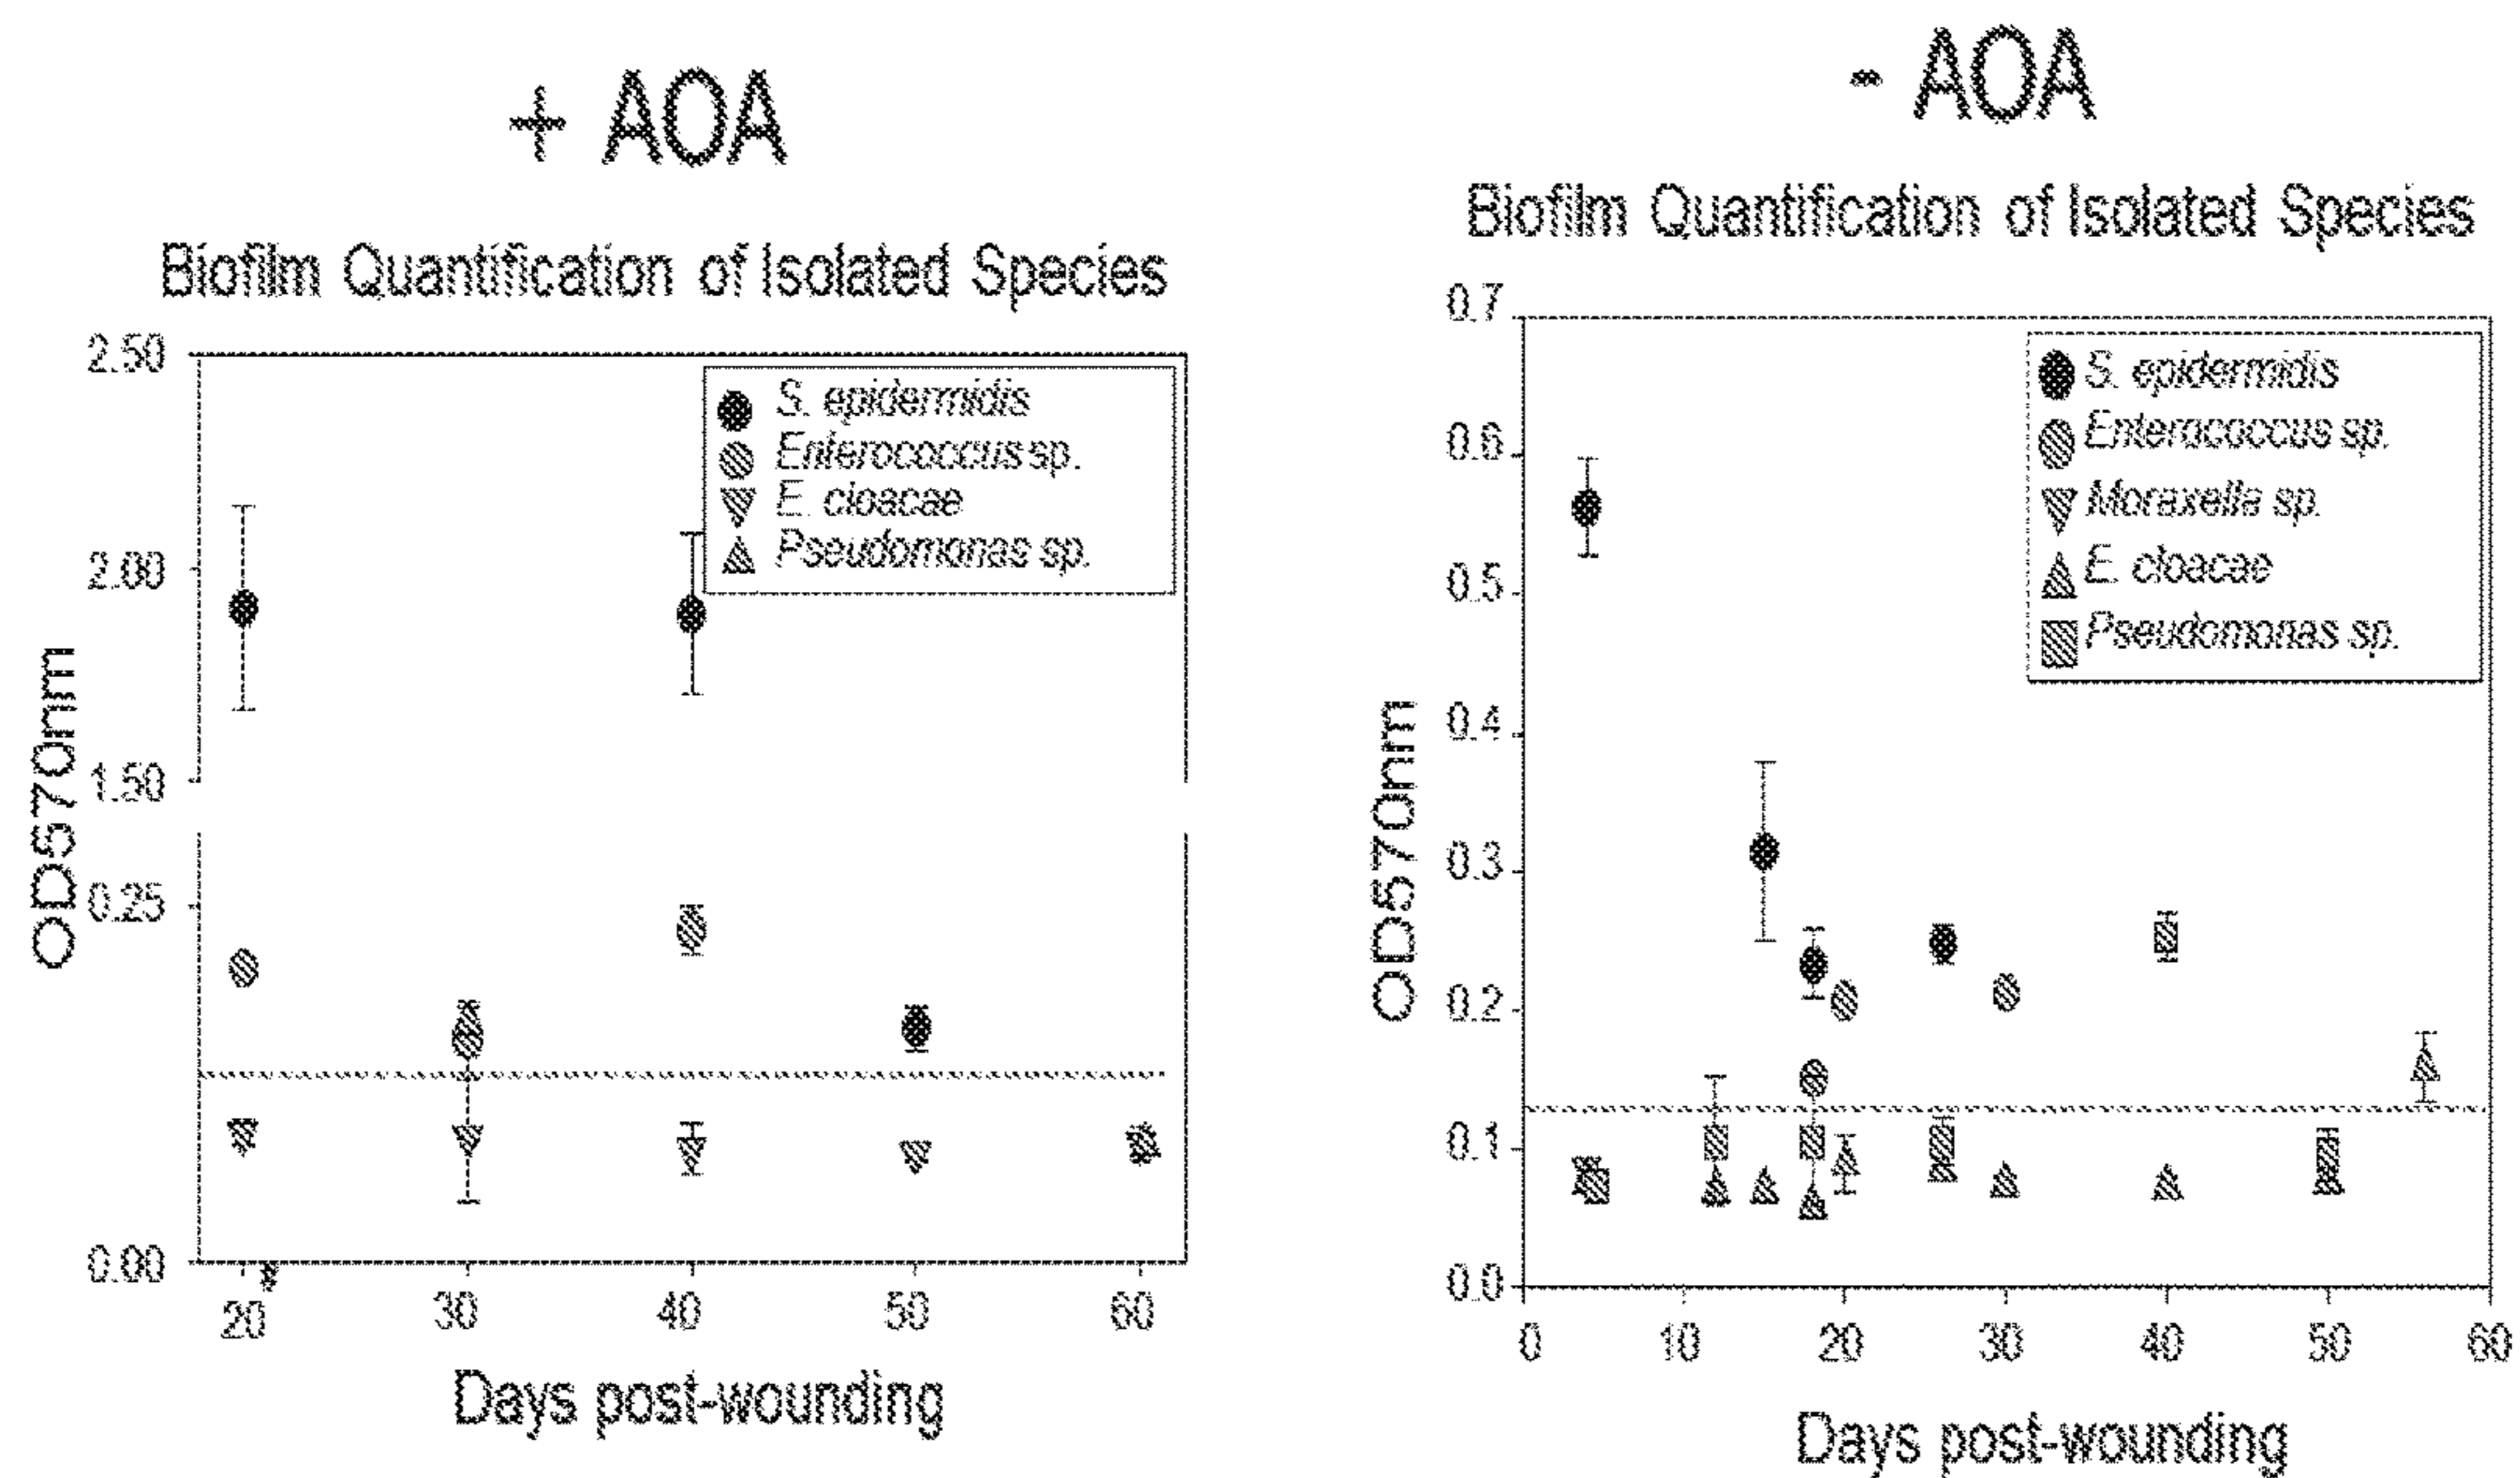 + AOA
Biofilm Quantification of Isolated Species
2.50
2.00
1.50
0.25
0.00
OD570nm
S. epidermidis
Enterococcus sp.
E. cloacae
Pseudomonas sp.
20
30
40
50
60
Days post-wounding
- AOA
Biofilm Quantification of Isolated Species
0.7
0.6
0.5
0.4
0.3
0.2
0.1
0.0
OD570nm
S. epidermidis
Enterococcus sp.
Moraxella sp.
E. cloacae
Pseudomonas sp.
0
10
20
30
40
50
60
Days post-wounding